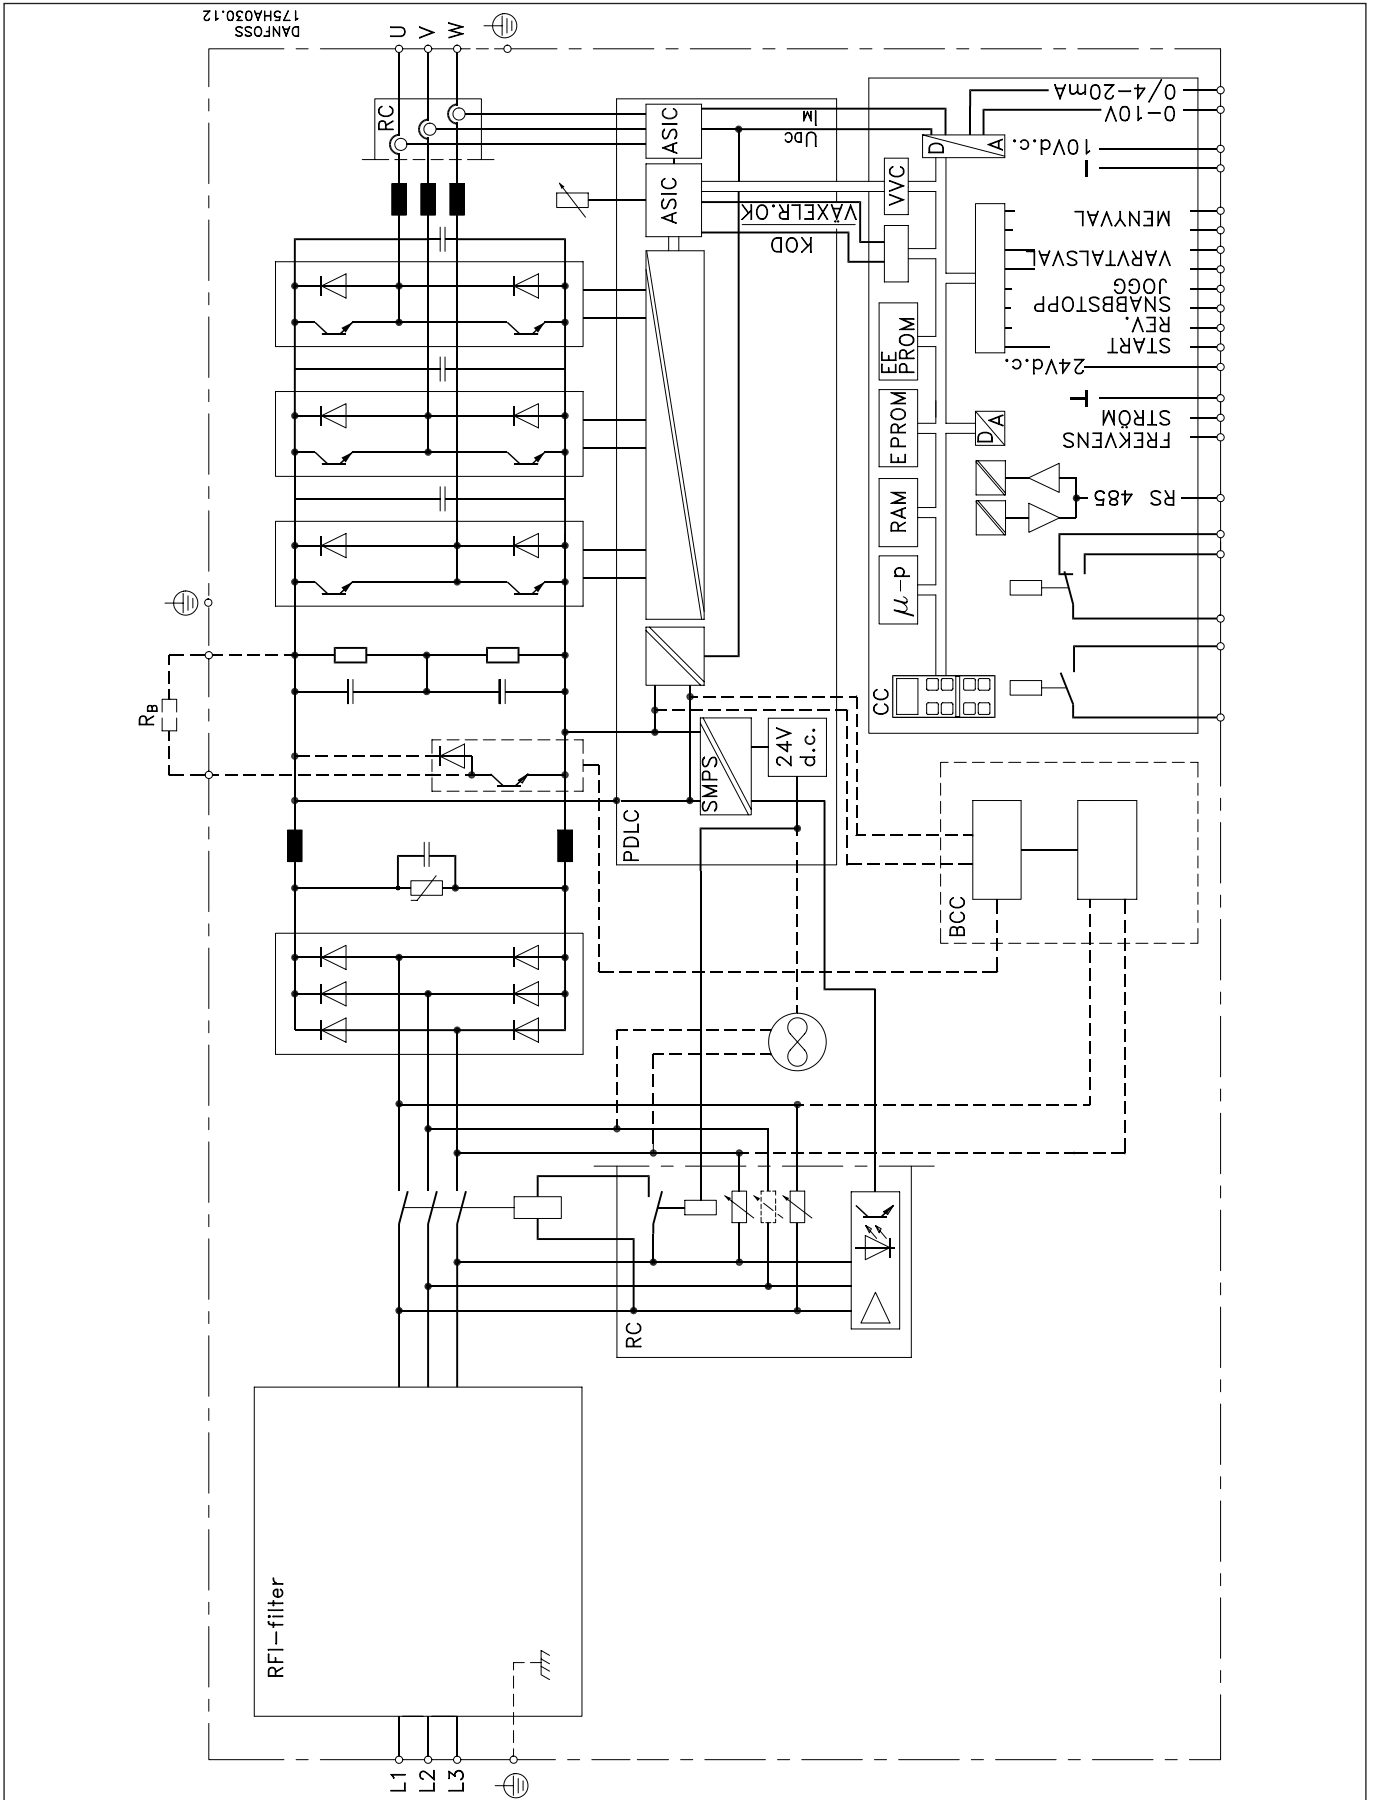 DANFOSS
175HA030.12
U
V
W
RC
ASIC
IM
UDC
D
A
0/4-20mA
0-10V
10Vd.c.
ASIC
VVC
VÄXELR.OK
KOD
MENYVAL
VARVTALSVAL
JOGG
SNABBSTOPP
REV.
START
24Vd.c.
EE
PROM
E PROM
D
A
STRÖM
FREKVENS
RAM
RS 485
µ-p
CC
RB
SMPS
24V
d.c.
PDLC
BCC
RC
RFI-filter
L1
L2
L3